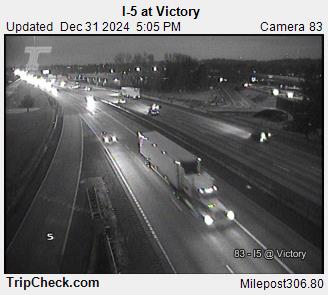 I-5 at Victory
Updated Dec 31 2024 5:05 PM
Camera 83
T
S
83 - I5 @ Victory
TripCheck.com
Milepost306.80